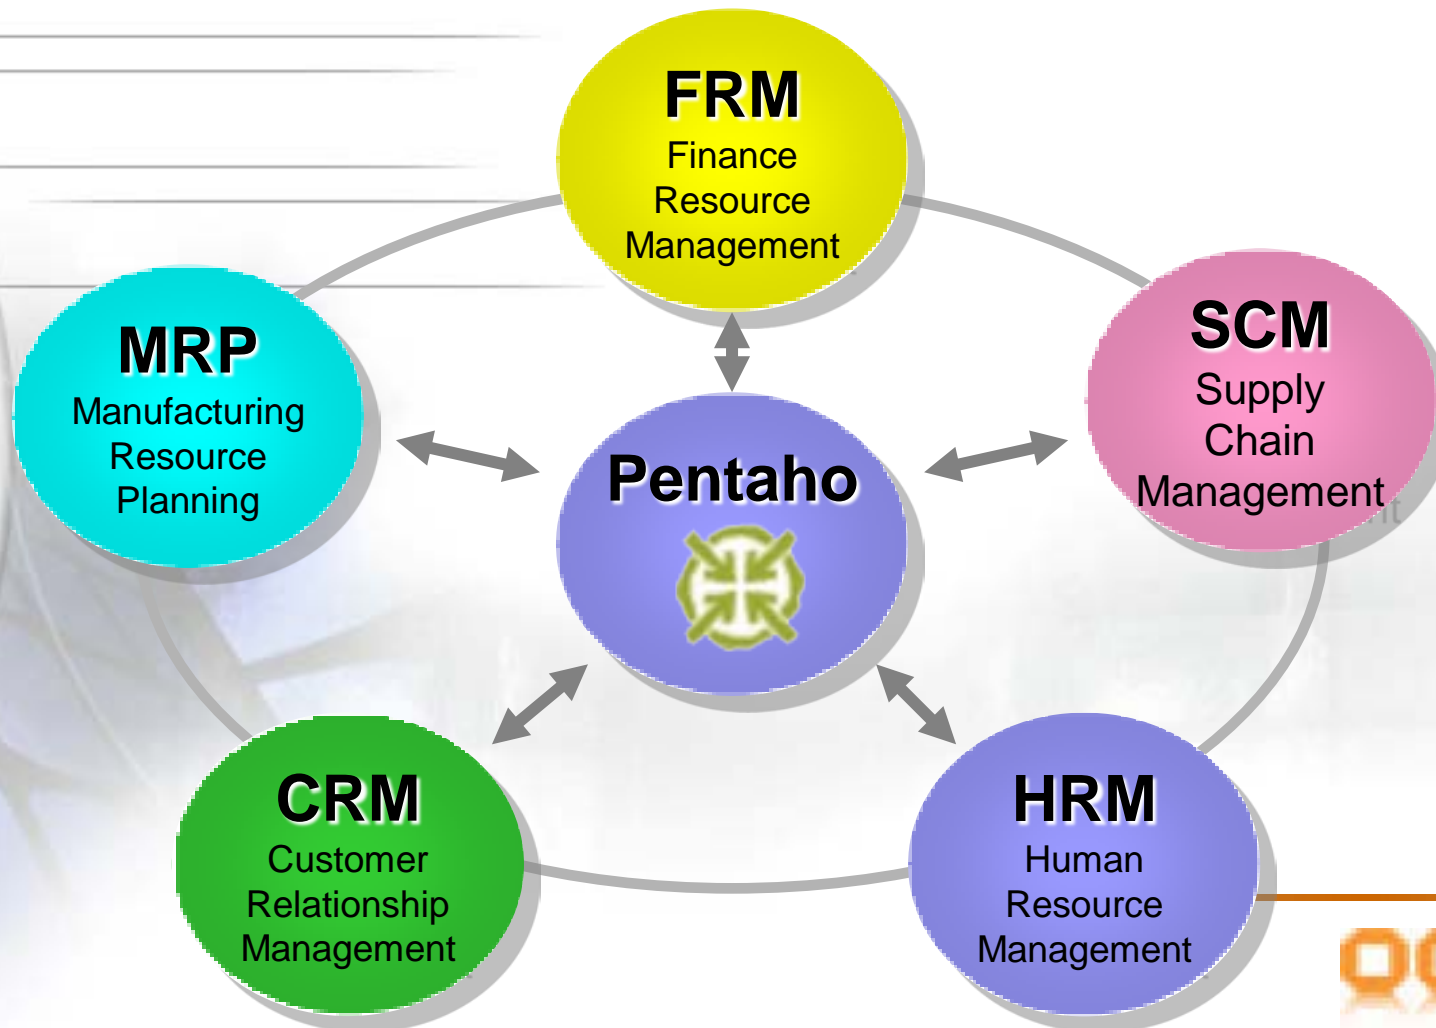 FRM
Finance
Resource
Management
MRP
Manufacturing
Resource
Planning
SCM
Supply
Chain
Management
Pentaho
CRM
Customer
Relationship
Management
HRM
Human
Resource
Management